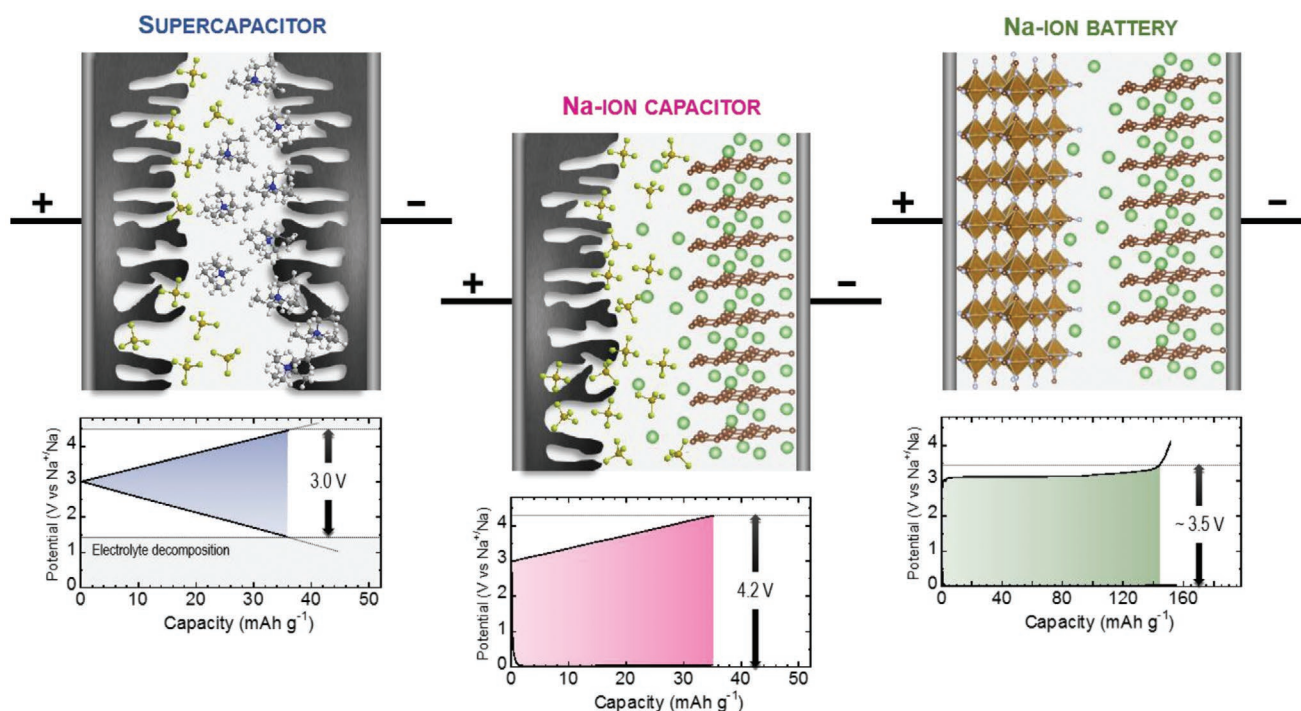 SUPERCAPACITOR
+
-
4
3
2
1
0
Potential (V vs Na⁺/Na)
3.0 V
Electrolyte decomposition
0 10 20 30 40 50
Capacity (mAh g⁻¹)
Na-ION CAPACITOR
+
-
4
3
2
1
0
Potential (V vs Na⁺/Na)
4.2 V
0 10 20 30 40 50
Capacity (mAh g⁻¹)
Na-ION BATTERY
+
-
4
3
2
1
0
Potential (V vs Na⁺/Na)
~ 3.5 V
0 40 80 120 160
Capacity (mAh g⁻¹)